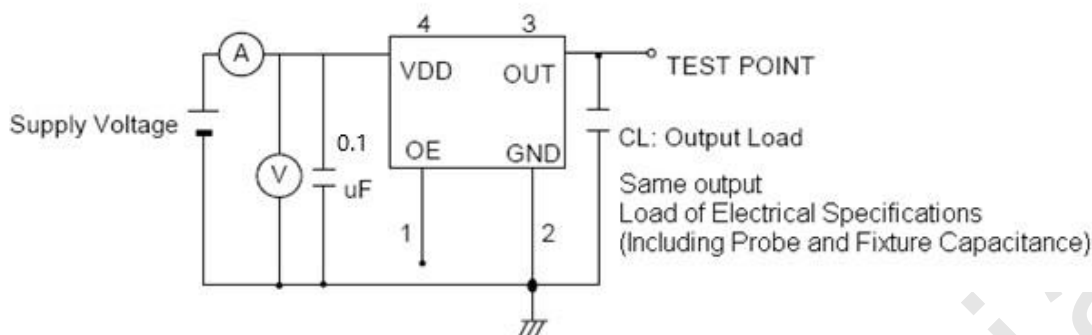 4
3
A
VDD
OUT
TEST POINT
Supply Voltage
0.1
uF
V
OE
GND
CL: Output Load
Same output
Load of Electrical Specifications
(Including Probe and Fixture Capacitance)
1
2